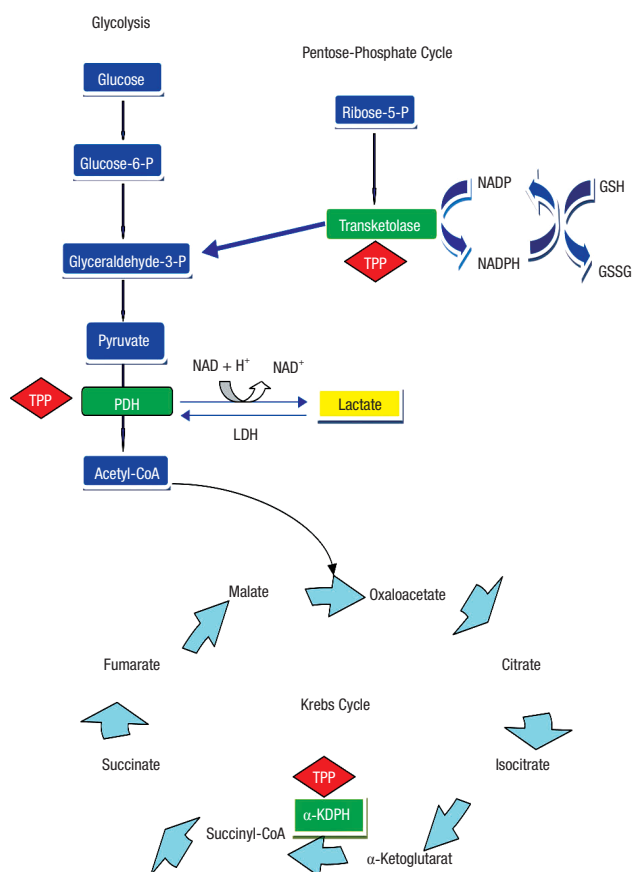 Glycolysis
Pentose-Phosphate Cycle
Glucose
Ribose-5-P
Glucose-6-P
NADP
GSH
Transketolase
TPP
Glyceraldehyde-3-P
NADPH
GSSG
Pyruvate
NAD + H⁺
NAD⁺
TPP
PDH
Lactate
LDH
Acetyl-CoA
Malate
Oxaloacetate
Fumarate
Citrate
Krebs Cycle
Succinate
Isocitrate
TPP
α-KDPH
Succinyl-CoA
α-Ketoglutarat